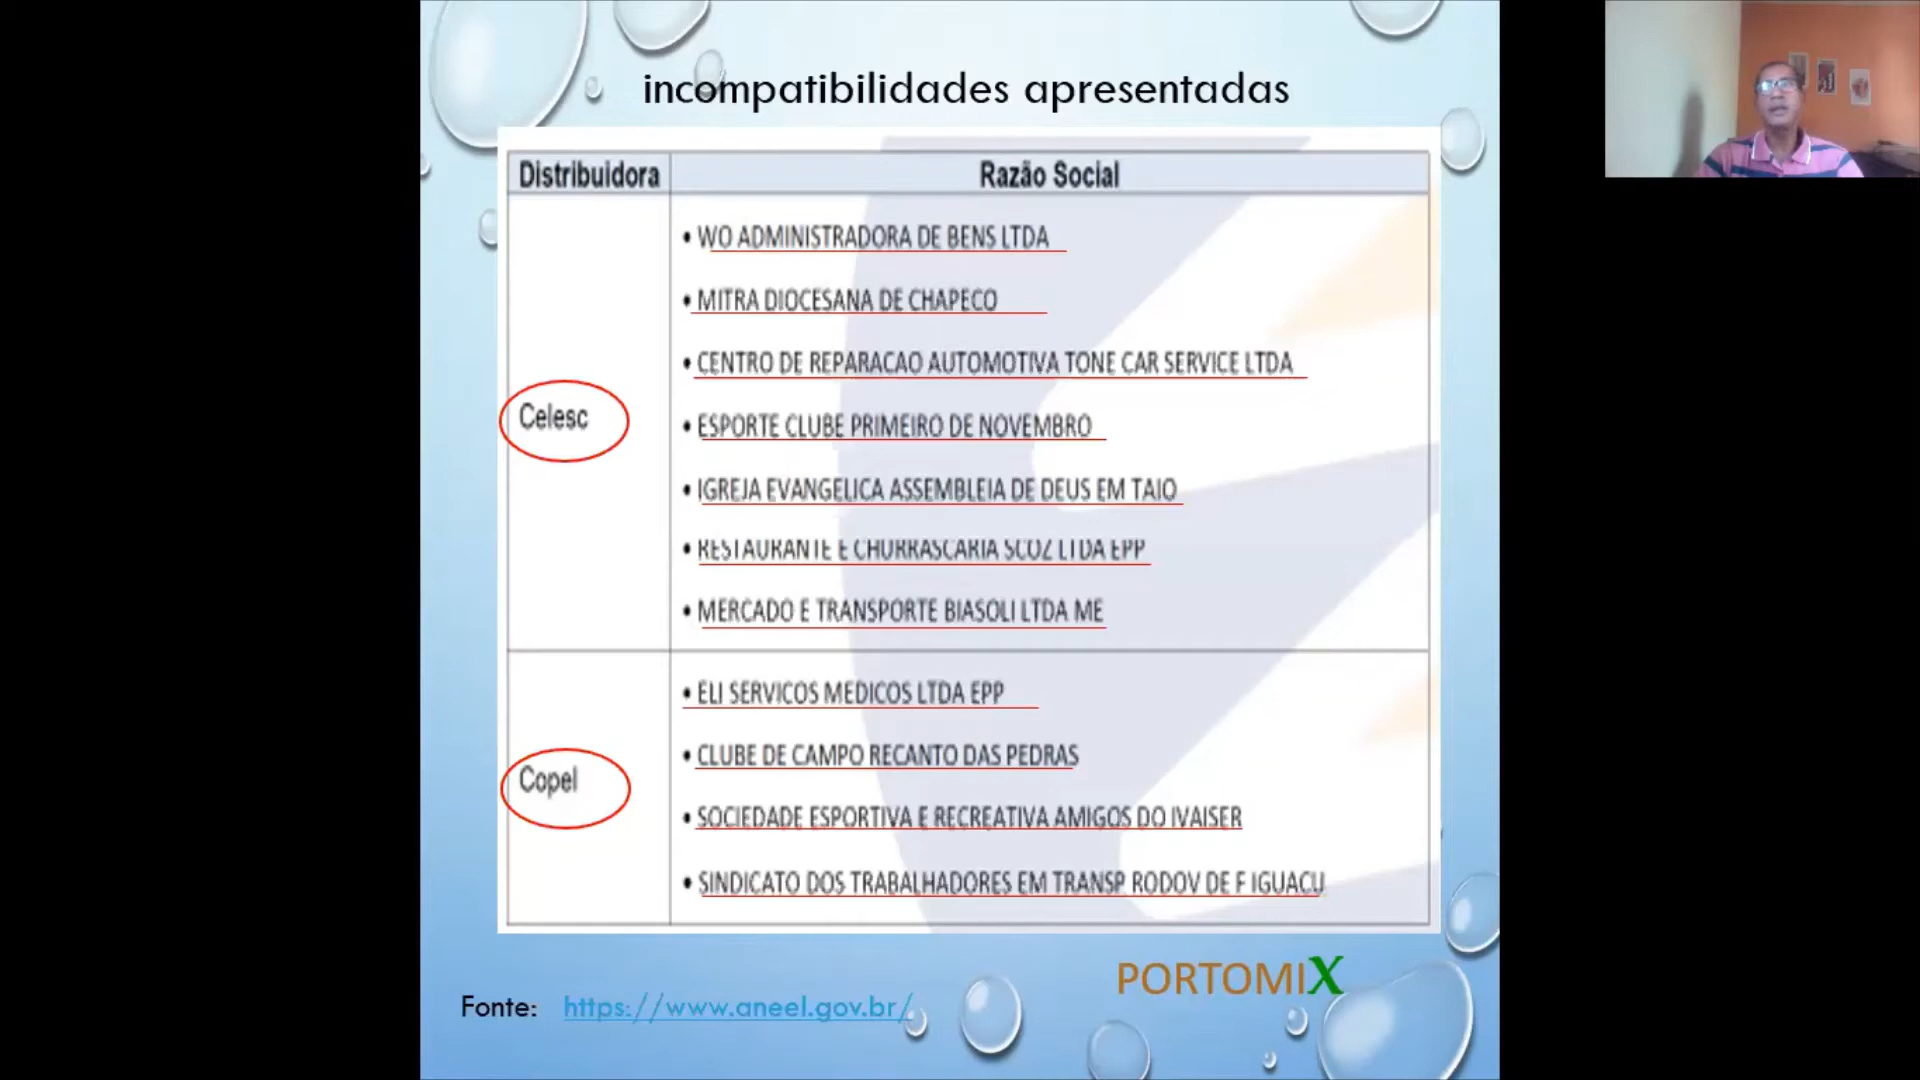 incompatibilidades apresentadas
Distribuidora
Razão Social
• WO ADMINISTRADORA DE BENS LTDA
• MITRA DIOCESANA DE CHAPECO
• CENTRO DE REPARACAO AUTOMOTIVA TONE CAR SERVICE LTDA
Celesc
• ESPORTE CLUBE PRIMEIRO DE NOVEMBRO
• IGREJA EVANGELICA ASSEMBLEIA DE DEUS EM TAIO
• RESTAURANTE E CHURRASCARIA SCOZ LTDA EPP
• MERCADO E TRANSPORTE BIASOLI LTDA ME
• ELI SERVICOS MEDICOS LTDA EPP
• CLUBE DE CAMPO RECANTO DAS PEDRAS
Copel
• SOCIEDADE ESPORTIVA E RECREATIVA AMIGOS DO IVAISER
• SINDICATO DOS TRABALHADORES EM TRANSP RODOV DE F IGUACU
PORTOMIX
Fonte: https://www.aneel.gov.br/